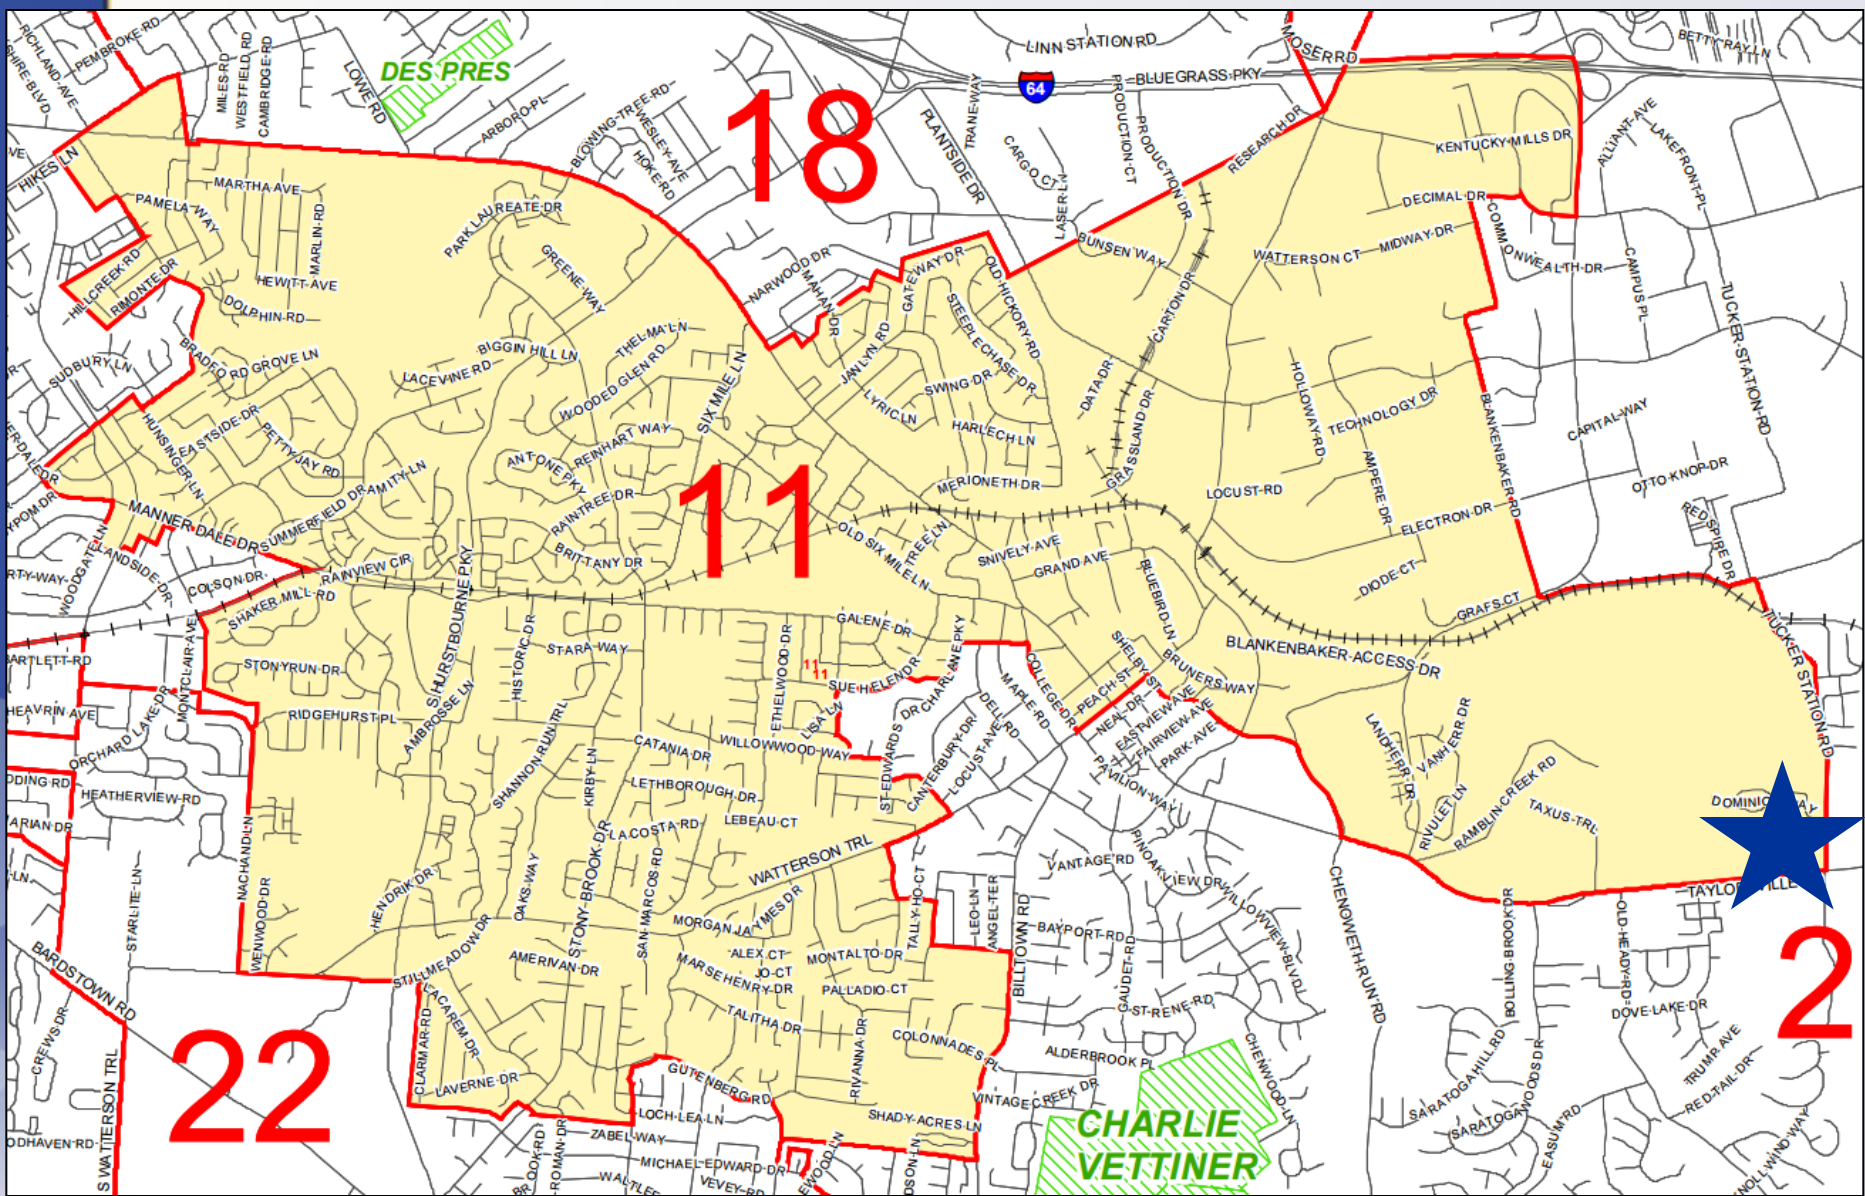 RICHLAND-AVE
PEMBROKE-RD
MILES-RD
WESTFIELD RD
CAMBRIDGE-RD
LOWE RD
DES PRES
ARBORO-PL
BLOWING-TREE-RD
WESLEY-AVE
HOKE-RD
18
PLANTSIDE DR
TRANE-WAY
LINN STATION RD
64
BLUEGRASS PKY
MOSER RD
BETTY-RAY-LN
CARGO CT
LASER-LN
PRODUCTION-CT
PRODUCTION DR
RESEARCH DR
KENTUCKY-MILLS DR
ALLIANT-AVE
LAKEFRONT-PL
HIKES LN
PAMELA WAY
MARTHA AVE
MARLIN-RD
HEWITT-AVE
DOLPHIN-RD
HILLCREEK-RD
RIMONTE-DR
PARK LAUREATE-DR
GREENE-WAY
NARWOOD-DR
MAHAN-DR
GATEWAY-DR
OLD-HICKORY-RD
STEEPLECHASE-DR
BUNSEN WAY
CARTON-DR
WATTERSON CT
MIDWAY-DR
DECIMAL-DR
COMMONWEALTH-DR
CAMPUS PL
TUCKER-STATION-RD
SUDBURY-LN
BRADFORD GROVE LN
BIGGIN HILL LN
LACEVINE-RD
THELMA-LN
WOODED GLEN RD
SIX MILE LN
JANLYN RD
LYRIC-LN
SWING-DR
HARLECH-LN
DATA-DR
GRASSLAND-DR
HOLLOWAY-RD
TECHNOLOGY DR
BLANKENBAKER-RD
CAPITAL-WAY
OTTO-KNOP-DR
RED SPIRE DR
HUNSINGER-LN
EASTSIDE-DR
PETTY-JAY RD
AMITY-LN
SUMMERFIELD DR
ANTONE-PKY
REINHART WAY
RAINTREE-DR
BRITTANY DR
11
MERIONETH-DR
LOCUST-RD
AMPERE-DR
ELECTRON-DR
DIODE-CT
GRAFS-CT
MANNER-DALE-DR
WOODGATE-LN
LANDSIDE-DR
COLSON-DR
SHAKER MILL-RD
RAINVIEW CIR
S HURSTBOURNE-PKY
OLD SIX MILE LN
TREE LN
SNIVELY-AVE
GRAND AVE
BLUEBIRD-LN
BLANKENBAKER-ACCESS-DR
BARTLETT-RD
MONTCLAIR-AVE
STONYRUN-DR
HISTORIC-DR
STARA-WAY
ETHELWOOD-DR
GALENE-DR
11
11
SUE HELEN DR
CHARLANE PKY
COLLEGE-DR
SHELBY ST
BRUNERS WAY
PEACH ST
NEAL-DR
EASTVIEW-AVE
FAIRVIEW-AVE
PARK-AVE
PAVILION-WAY
TUCKER STATION RD
HEAVRIN AVE
ORCHARD LAKE-DR
RIDGEHURST PL
AMBROSSE LN
SHANNON-RUN-TRL
KIRBY-LN
CATANIA DR
WILLOWWOOD-WAY
LISA LN
ST-EDWARDS DR
CANTERBURY-DR
DELL RD
LOCUST-AVE
MAPLE-RD
LANDHERR-DR
VANHERR DR
RIVULET LN
RAMBLIN-CREEK RD
TAXUS-TRL
HEATHERVIEW-RD
LETHBOROUGH-DR
LEBEAU-CT
LA COSTA-RD
WATTERSON TRL
VANTAGE RD
PINOAK VIEW DR
WILLOWVIEW-BLVD
CHENOWETH-RUN RD
STARLITE-LN
NACHAND LN
WENWOOD-DR
HENDRIK-DR
OAKS-WAY
STONY-BROOK-DR
SAN-MARCOS-RD
MORGAN JAYMES DR
TALLY-HO-CT
LEO-LN
ANGEL-TER
BILLTOWN RD
BAYPORT-RD
GAUDET-RD
BOLLING-BROOK DR
OLD-HEADY-RD
DOVE-LAKE-DR
2
BARDSTOWN RD
STILLMEADOW-DR
LACAREM-DR
AMERIVAN-DR
ALEX CT
JO-CT
MONTALTO-DR
MARSE HENRY-DR
PALLADIO-CT
TALITHA DR
RIVANNA-DR
COLONNADES-PL
G-ST-RENE-RD
ALDERBROOK PL
CHENWOOD-LN
CREWS-DR
S WATTERSON TRL
22
CLARMAR-RD
LAVERNE-DR
GUTENBERG RD
LOCH-LEA-LN
SHADY-ACRES LN
VINTAGE-CREEK DR
CHARLIE
VETTINER
SARATOGA HILL RD
SARATOGA WOODS DR
EASUM RD
TRUMP AVE
RED-TAIL-DR
KNOLLWIND-WAY
ZABEL-WAY
ROMAN-DR
MICHAEL-EDWARD-DR
VEVEY-RD